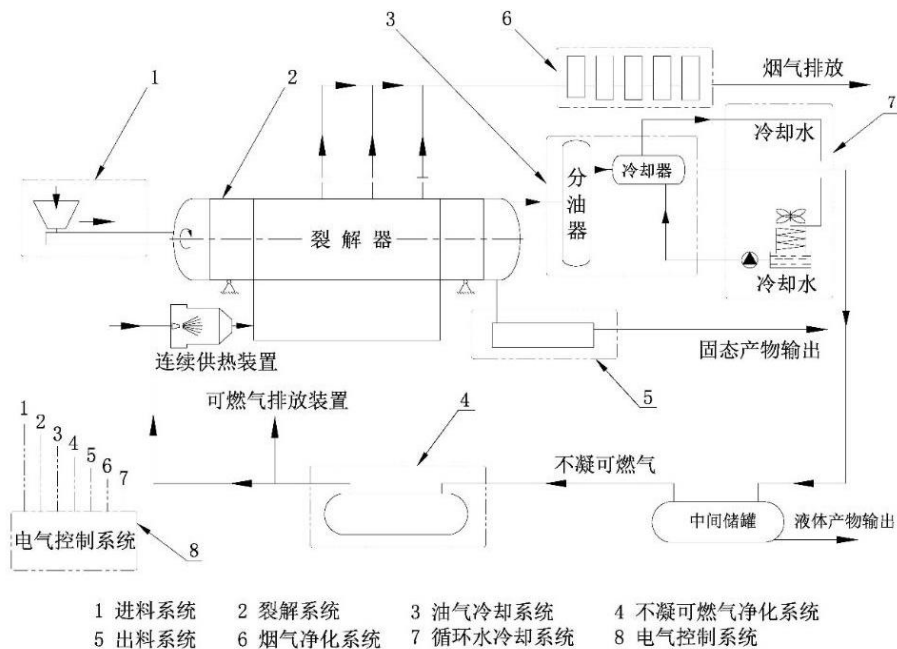 3
6
烟气排放
1
2
7
冷却水
分油器
冷却器
裂解器
冷却水
连续供热装置
固态产物输出
可燃气排放装置
4
5
1
2
3
4
5
6
7
不凝可燃气
电气控制系统
8
中间储罐
液体产物输出
1 进料系统 2 裂解系统 3 油气冷却系统 4 不凝可燃气净化系统
5 出料系统 6 烟气净化系统 7 循环水冷却系统 8 电气控制系统